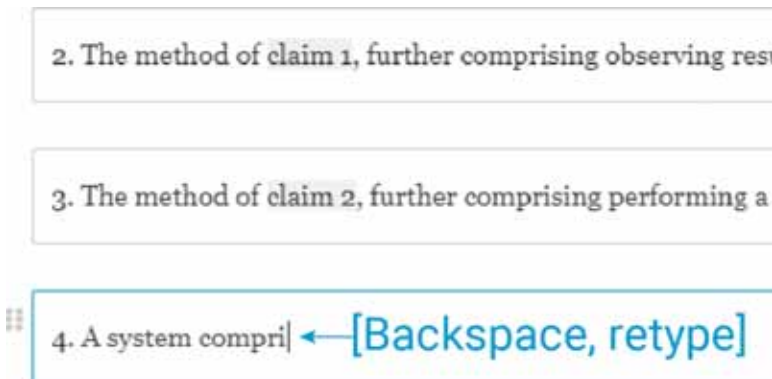 2. The method of claim 1, further comprising observing
3. The method of claim 2, further comprising performing a
4. A system compri [Backspace, retype]